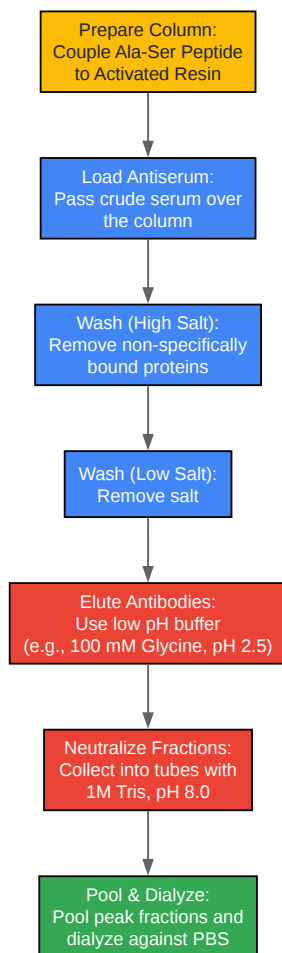 Prepare Column:
Couple Ala-Ser Peptide
to Activated Resin
Load Antiserum:
Pass crude serum over
the column
Wash (High Salt):
Remove non-specifically
bound proteins
Wash (Low Salt):
Remove salt
Elute Antibodies:
Use low pH buffer
(e.g., 100 mM Glycine, pH 2.5)
Neutralize Fractions:
Collect into tubes with
1M Tris, pH 8.0
Pool & Dialyze:
Pool peak fractions and
dialyze against PBS